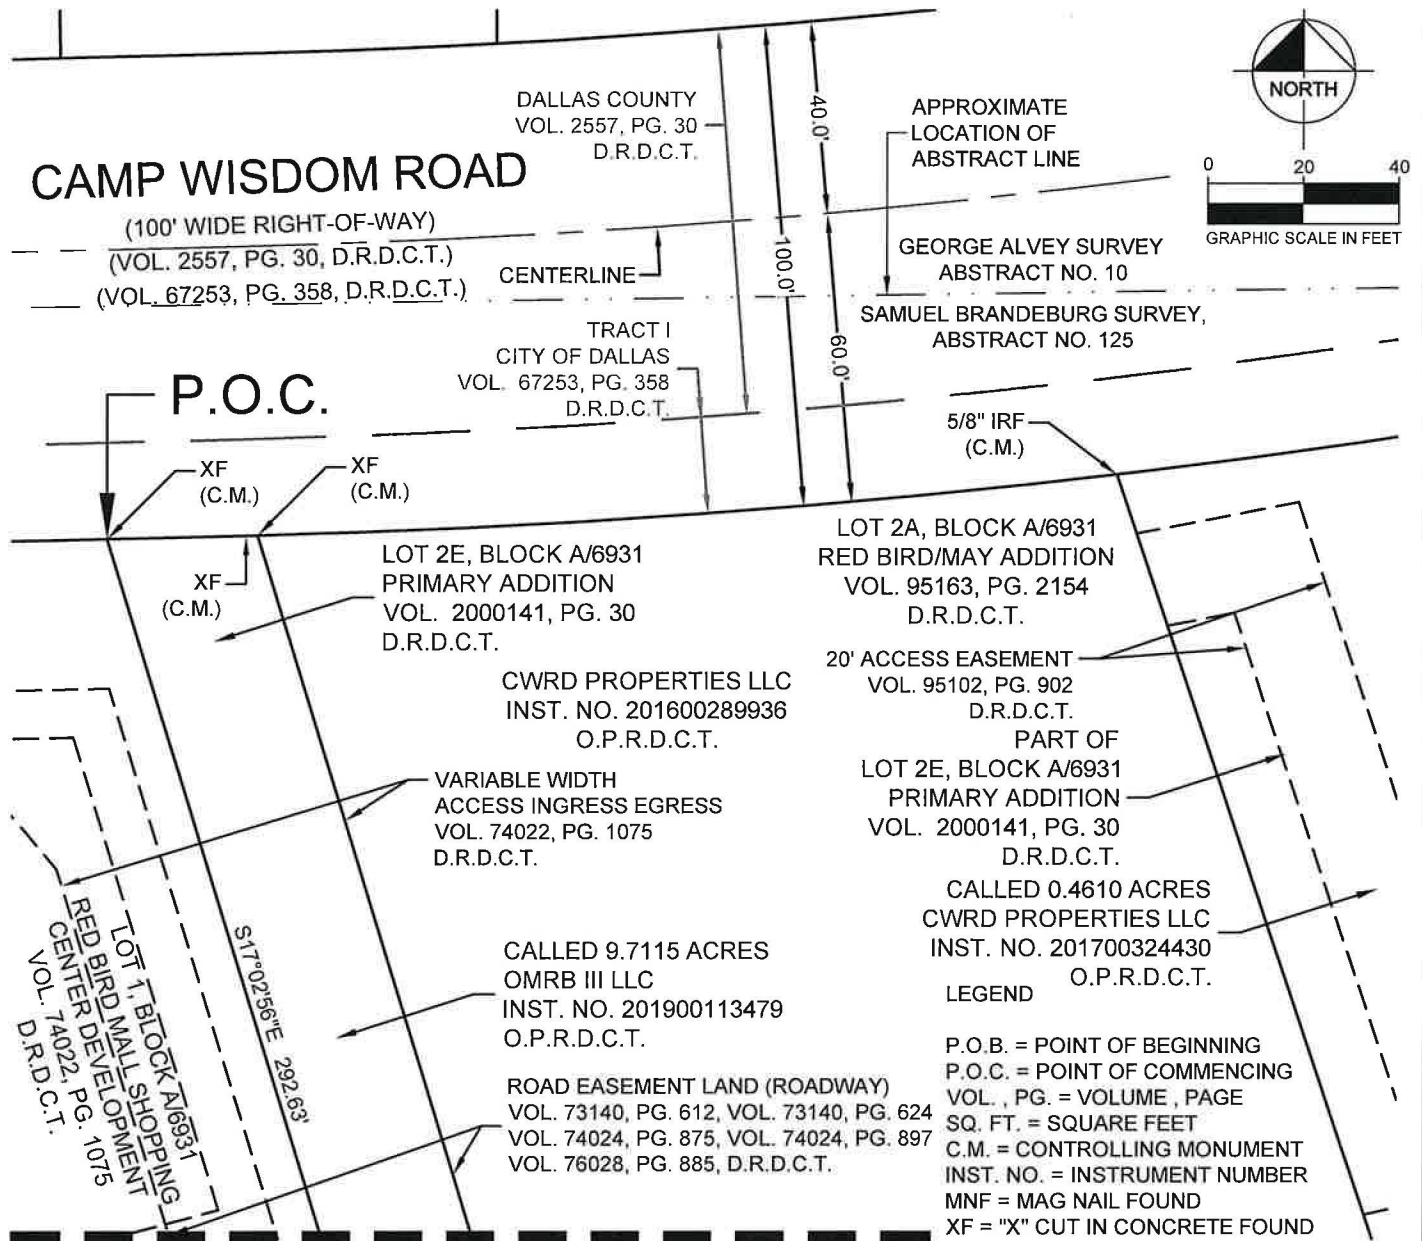 NORTH
0 20 40
GRAPHIC SCALE IN FEET
DALLAS COUNTY
VOL. 2557, PG. 30
D.R.D.C.T.
40.0'
APPROXIMATE
LOCATION OF
ABSTRACT LINE
CAMP WISDOM ROAD
(100' WIDE RIGHT-OF-WAY)
(VOL. 2557, PG. 30, D.R.D.C.T.)
(VOL. 67253, PG. 358, D.R.D.C.T.)
CENTERLINE
100.0'
GEORGE ALVEY SURVEY
ABSTRACT NO. 10
SAMUEL BRANDEBURG SURVEY,
ABSTRACT NO. 125
60.0'
TRACT I
CITY OF DALLAS
VOL. 67253, PG. 358
D.R.D.C.T.
P.O.C.
XF
(C.M.)
XF
(C.M.)
XF
(C.M.)
5/8" IRF
(C.M.)
LOT 2E, BLOCK A/6931
PRIMARY ADDITION
VOL. 2000141, PG. 30
D.R.D.C.T.
LOT 2A, BLOCK A/6931
RED BIRD/MAY ADDITION
VOL. 95163, PG. 2154
D.R.D.C.T.
20' ACCESS EASEMENT
VOL. 95102, PG. 902
D.R.D.C.T.
CWRD PROPERTIES LLC
INST. NO. 201600289936
O.P.R.D.C.T.
PART OF
LOT 2E, BLOCK A/6931
PRIMARY ADDITION
VOL. 2000141, PG. 30
D.R.D.C.T.
VARIABLE WIDTH
ACCESS INGRESS EGRESS
VOL. 74022, PG. 1075
D.R.D.C.T.
CALLED 0.4610 ACRES
CWRD PROPERTIES LLC
INST. NO. 201700324430
O.P.R.D.C.T.
S17°02'56"E 292.63'
LOT 1, BLOCK A/6931
RED BIRD MALL SHOPPING
CENTER DEVELOPMENT
VOL. 74022, PG. 1075
D.R.D.C.T.
CALLED 9.7115 ACRES
OMRB III LLC
INST. NO. 201900113479
O.P.R.D.C.T.
ROAD EASEMENT LAND (ROADWAY)
VOL. 73140, PG. 612, VOL. 73140, PG. 624
VOL. 74024, PG. 875, VOL. 74024, PG. 897
VOL. 76028, PG. 885, D.R.D.C.T.
LEGEND
P.O.B. = POINT OF BEGINNING
P.O.C. = POINT OF COMMENCING
VOL. , PG. = VOLUME , PAGE
SQ. FT. = SQUARE FEET
C.M. = CONTROLLING MONUMENT
INST. NO. = INSTRUMENT NUMBER
MNF = MAG NAIL FOUND
XF = "X" CUT IN CONCRETE FOUND